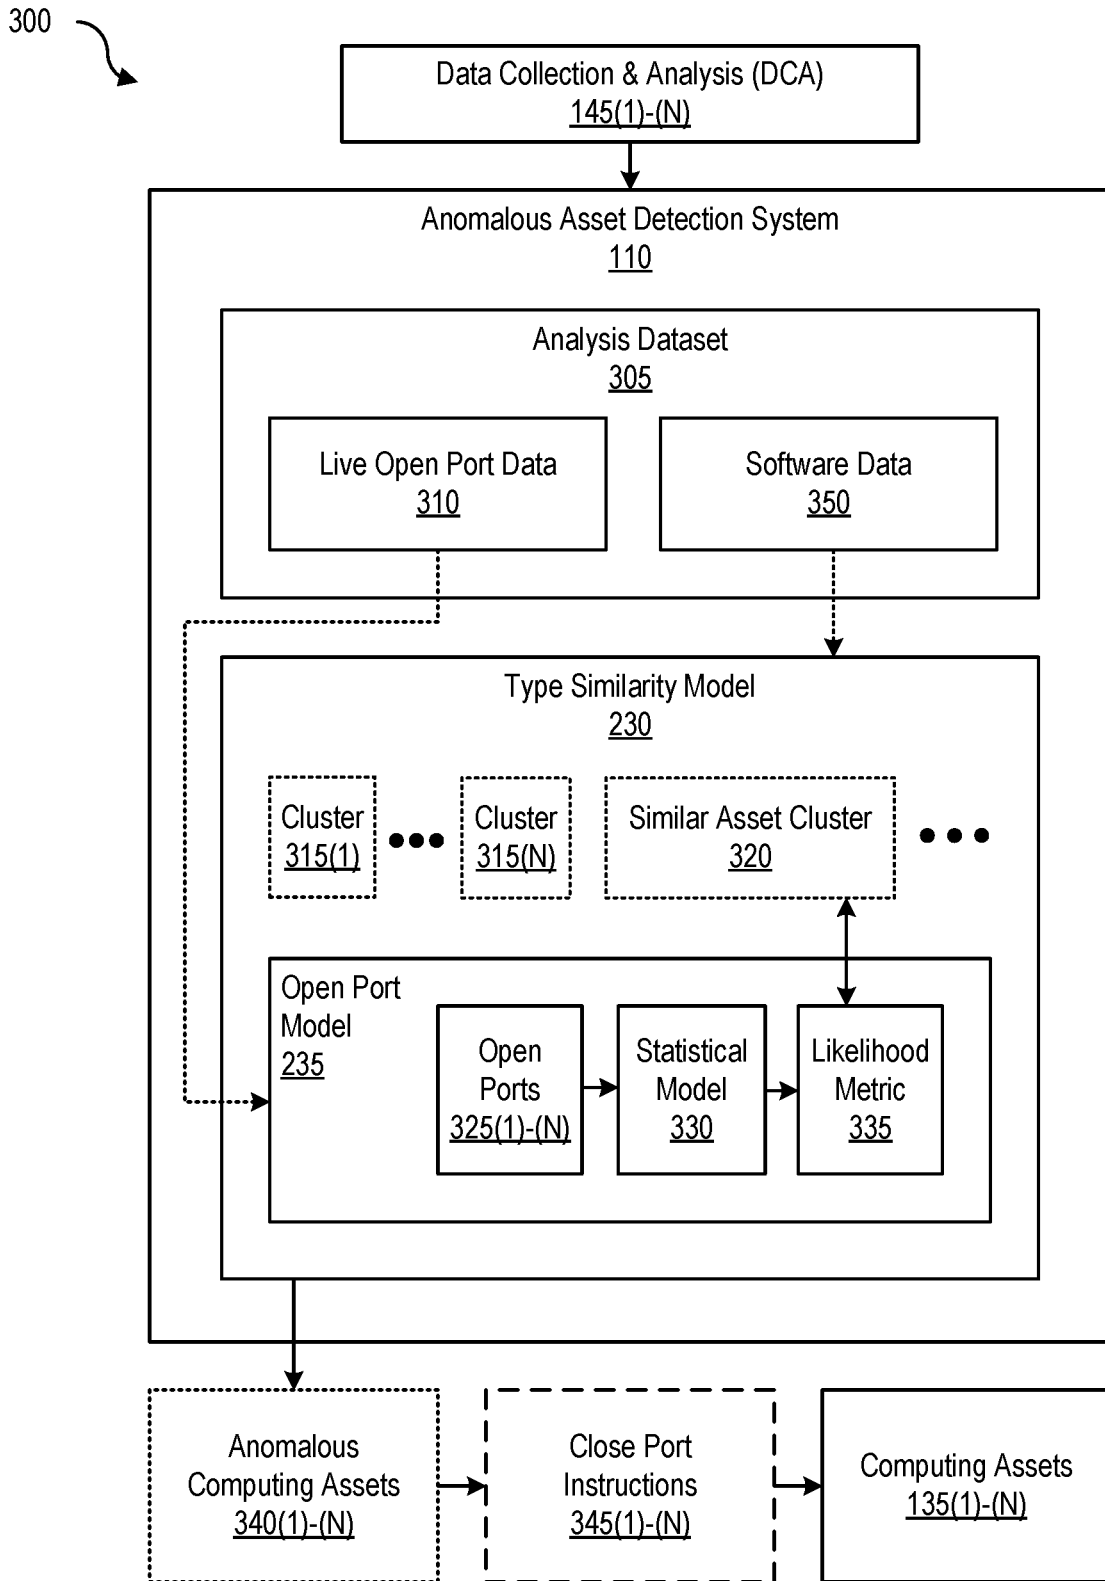 300
Data Collection & Analysis (DCA)
145(1)-(N)
Anomalous Asset Detection System
110
Analysis Dataset
305
Live Open Port Data
310
Software Data
350
Type Similarity Model
230
Cluster
315(1)
Cluster
315(N)
Similar Asset Cluster
320
Open Port
Model
235
Open
Ports
325(1)-(N)
Statistical
Model
330
Likelihood
Metric
335
Anomalous
Computing Assets
340(1)-(N)
Close Port
Instructions
345(1)-(N)
Computing Assets
135(1)-(N)